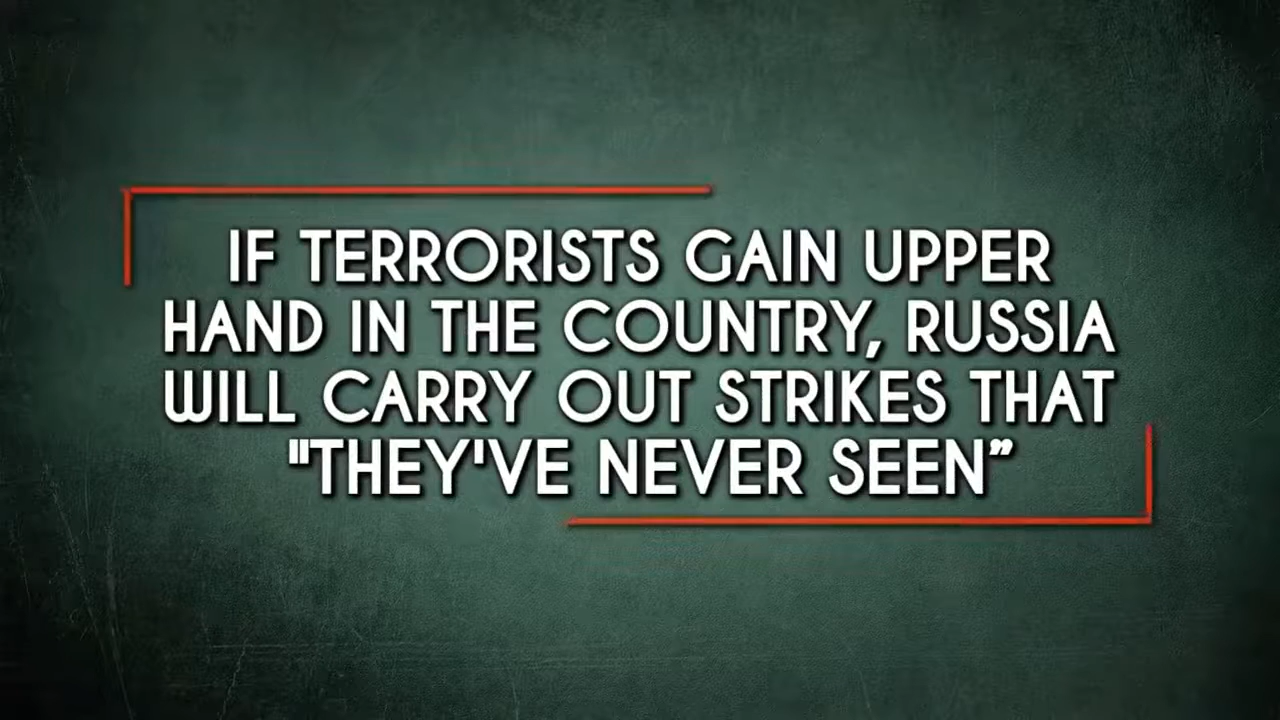 IF TERRORISTS GAIN UPPER
HAND IN THE COUNTRY, RUSSIA
WILL CARRY OUT STRIKES THAT
"THEY'VE NEVER SEEN”